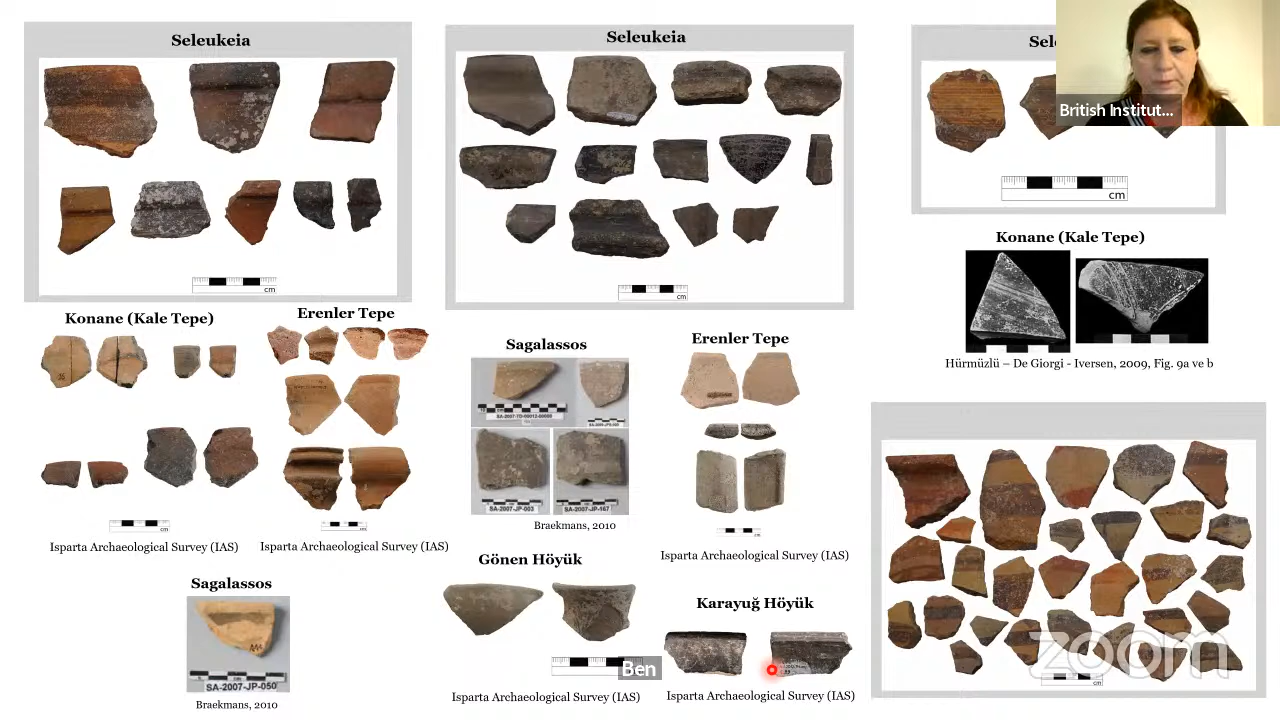 Seleukeia
cm
Konane (Kale Tepe)
Isparta Archaeological Survey (IAS)
Erenler Tepe
Isparta Archaeological Survey (IAS)
Sagalassos
SA-2007-JP-050
Braekmans, 2010
Seleukeia
cm
Sagalassos
SA-2007-JP-003
SA-2007-JP-167
Braekmans, 2010
Erenler Tepe
Isparta Archaeological Survey (IAS)
Gönen Höyük
Ben
Isparta Archaeological Survey (IAS)
Karayuğ Höyük
Isparta Archaeological Survey (IAS)
Sel
British Institut...
cm
Konane (Kale Tepe)
Hürmüzlü – De Giorgi - Iversen, 2009, Fig. 9a ve b
zoom
cm